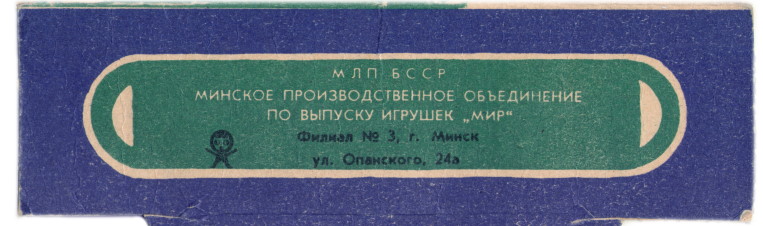 МЛП БССР
МИНСКОЕ ПРОИЗВОДСТВЕННОЕ ОБЪЕДИНЕНИЕ
ПО ВЫПУСКУ ИГРУШЕК „МИР“
Филиал № 3, г. Минск
ул. Опанского, 24а